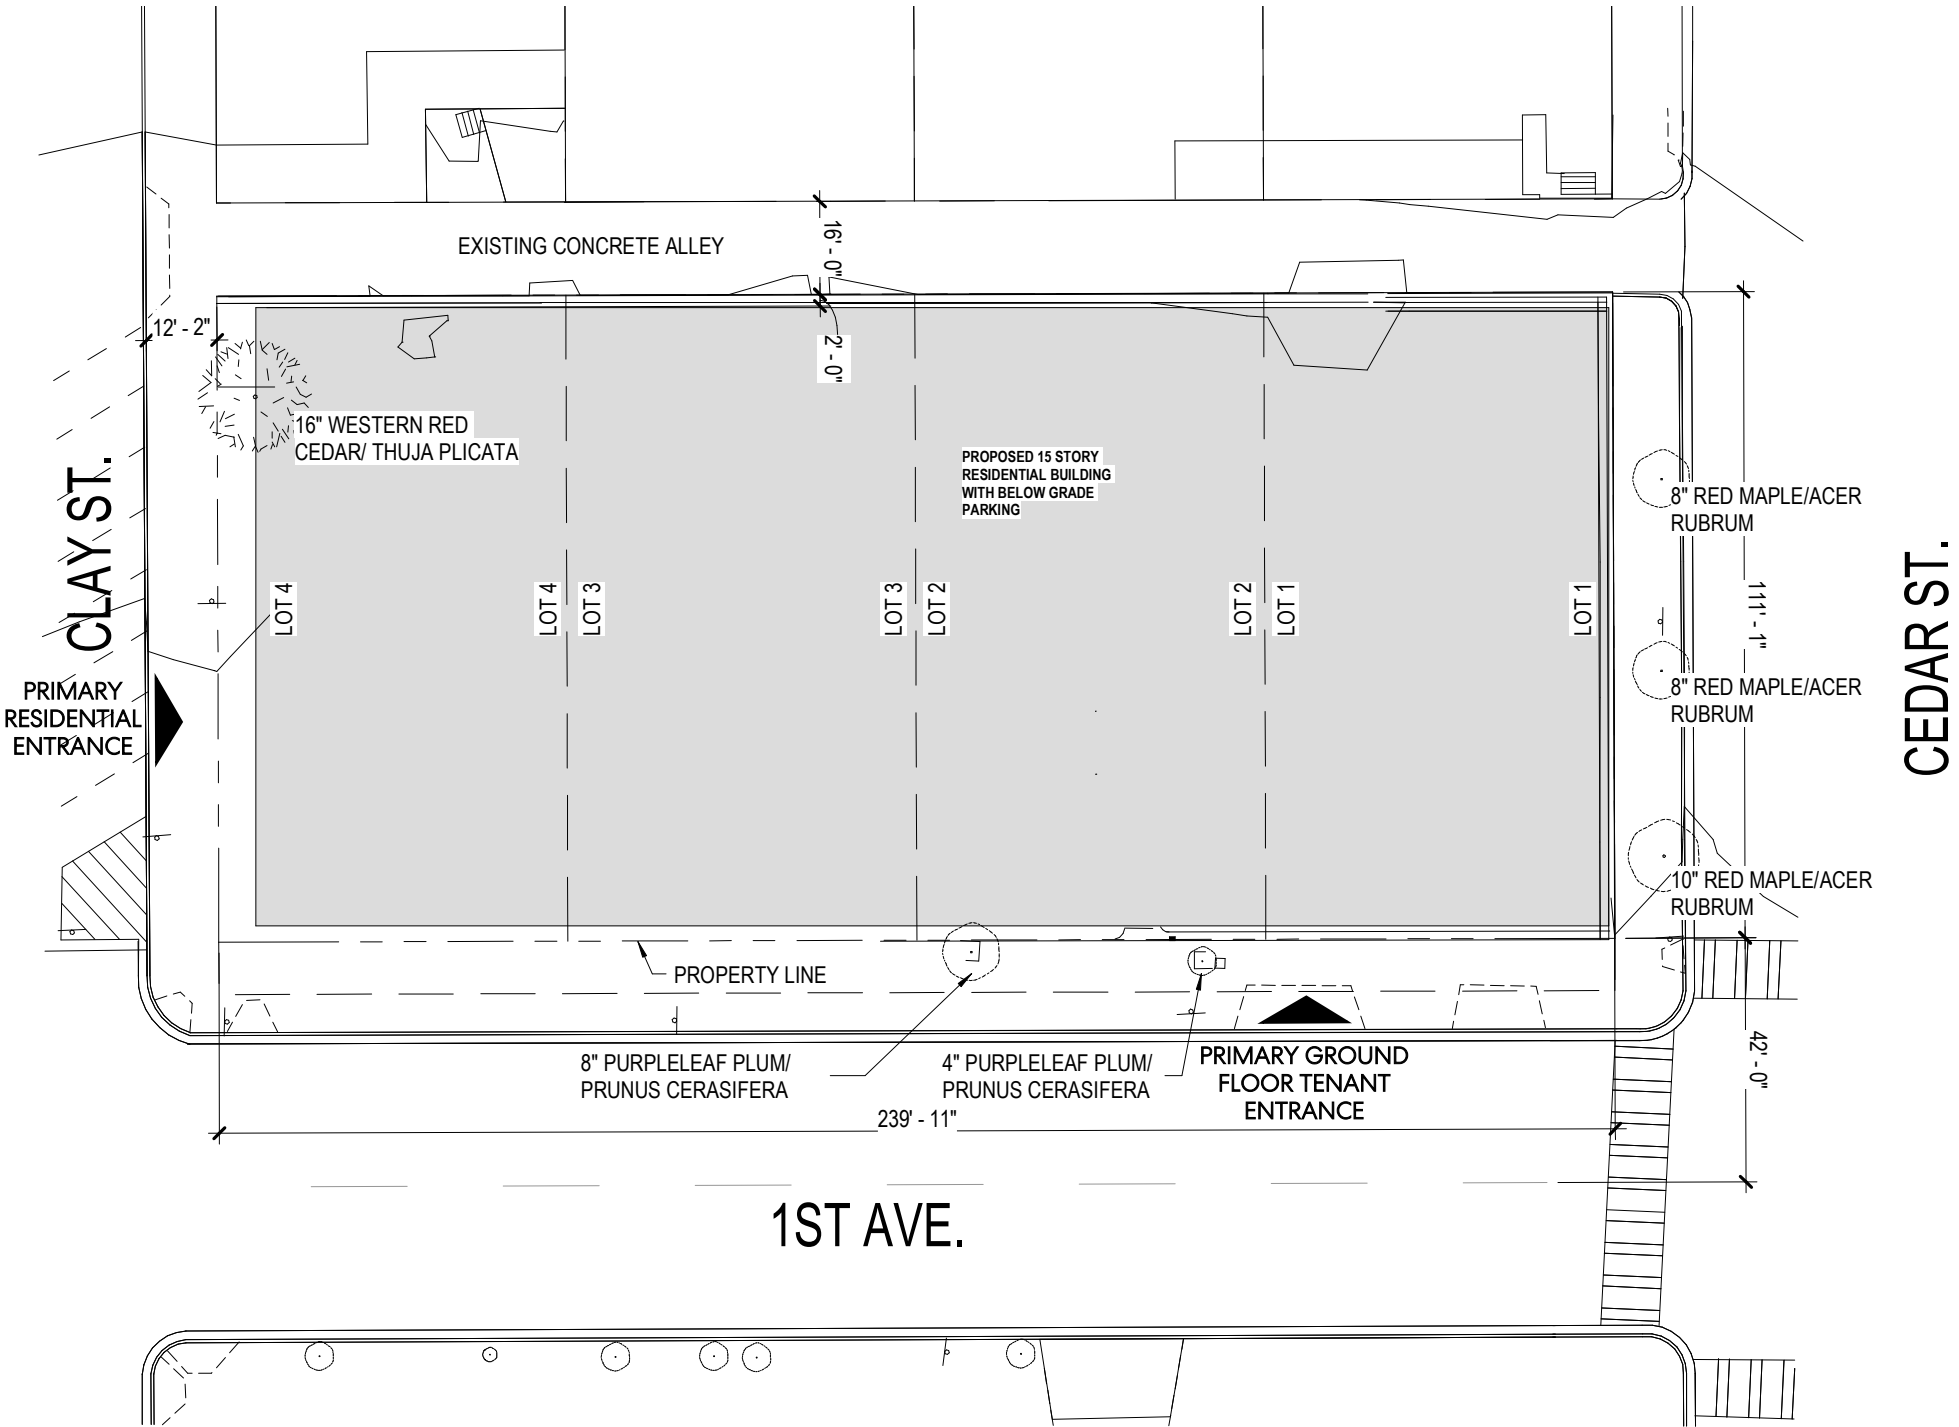 EXISTING CONCRETE ALLEY
16' - 0"
12' - 2"
2' - 0"
16" WESTERN RED
CEDAR/ THUJA PLICATA
PROPOSED 15 STORY
RESIDENTIAL BUILDING
WITH BELOW GRADE
PARKING
CLAY ST.
8" RED MAPLE/ACER
RUBRUM
LOT 4
LOT 4
LOT 3
LOT 3
LOT 2
LOT 2
LOT 1
LOT 1
111' - 1"
CEDAR ST.
PRIMARY
RESIDENTIAL
ENTRANCE
8" RED MAPLE/ACER
RUBRUM
10" RED MAPLE/ACER
RUBRUM
PROPERTY LINE
8" PURPLELEAF PLUM/
PRUNUS CERASIFERA
4" PURPLELEAF PLUM/
PRUNUS CERASIFERA
PRIMARY GROUND
FLOOR TENANT
ENTRANCE
42' - 0"
239' - 11"
1ST AVE.